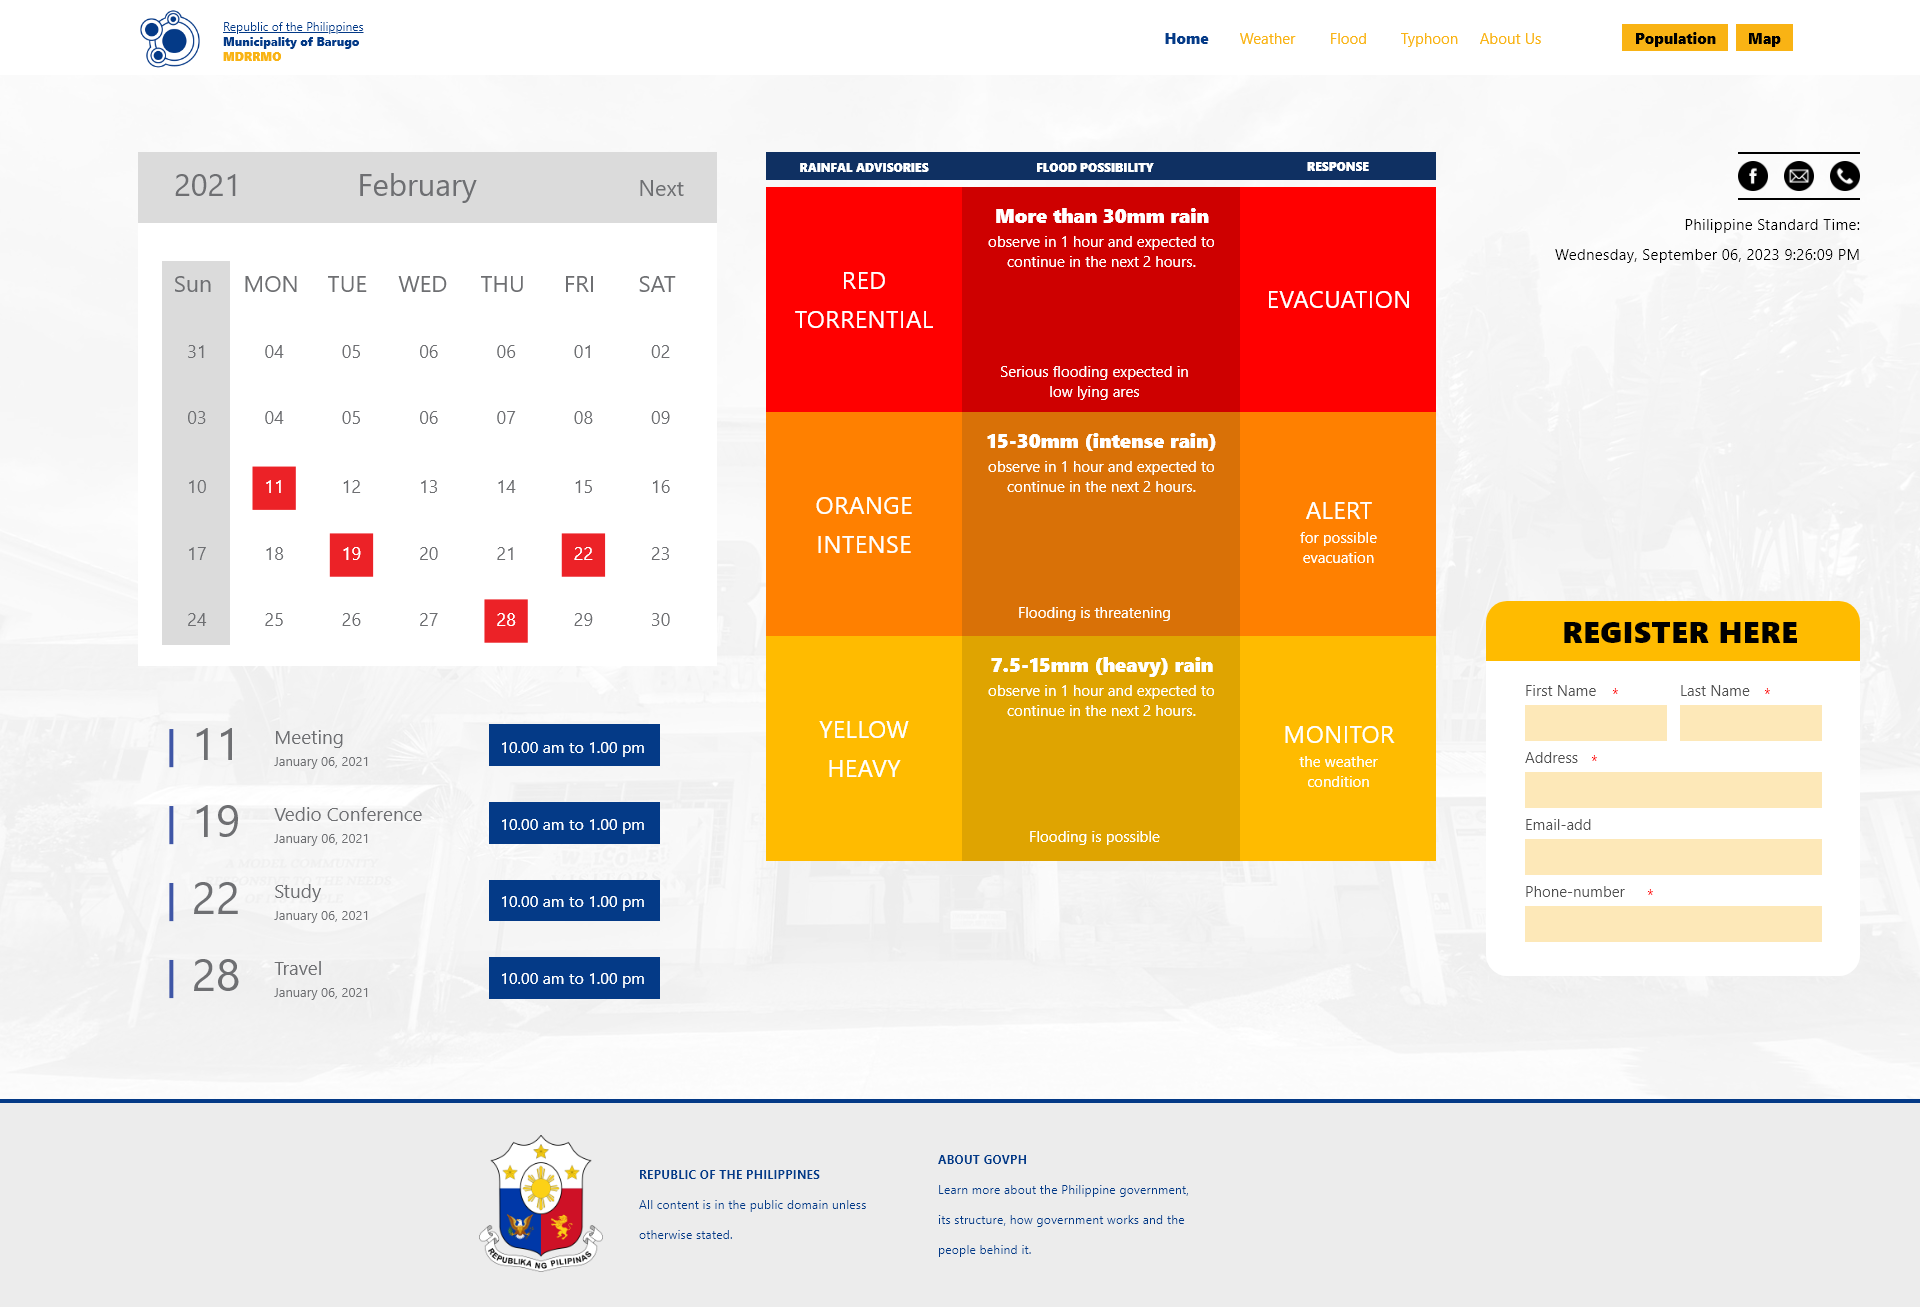 Republic of the Philippines
Municipality of Barugo
MDRRMO
Home
Weather
Flood
Typhoon
About Us
Population
Map
2021
February
Next
Sun MON TUE WED THU FRI SAT
31 04 05 06 06 01 02
03 04 05 06 07 08 09
10 11 12 13 14 15 16
17 18 19 20 21 22 23
24 25 26 27 28 29 30
11
Meeting
January 06, 2021
10.00 am to 1.00 pm
19
Vedio Conference
January 06, 2021
10.00 am to 1.00 pm
22
Study
January 06, 2021
10.00 am to 1.00 pm
28
Travel
January 06, 2021
10.00 am to 1.00 pm
A MODEL COMMUNITY
RESPONSIVE TO THE NEEDS
RAINFAL ADVISORIES
FLOOD POSSIBILITY
RESPONSE
RED
TORRENTIAL
More than 30mm rain
observe in 1 hour and expected to
continue in the next 2 hours.
Serious flooding expected in
low lying ares
EVACUATION
ORANGE
INTENSE
15-30mm (intense rain)
observe in 1 hour and expected to
continue in the next 2 hours.
Flooding is threatening
ALERT
for possible
evacuation
YELLOW
HEAVY
7.5-15mm (heavy) rain
observe in 1 hour and expected to
continue in the next 2 hours.
Flooding is possible
MONITOR
the weather
condition
Philippine Standard Time:
Wednesday, September 06, 2023 9:26:09 PM
REGISTER HERE
First Name *
Last Name *
Address *
Email-add
Phone-number *
REPUBLIKA NG PILIPINAS
REPUBLIC OF THE PHILIPPINES
All content is in the public domain unless
otherwise stated.
ABOUT GOVPH
Learn more about the Philippine government,
its structure, how government works and the
people behind it.